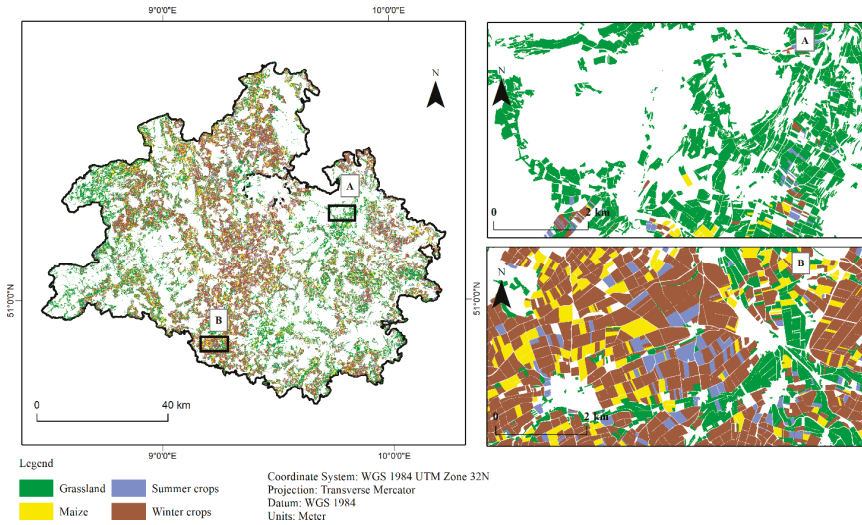 9°0'0"E
10°0'0"E
N
A
51°0'0"N
B
0
40 km
9°0'0"E
10°0'0"E
N
A
0
2 km
N
B
51°0'0"N
0
2 km
Legend
Grassland
Summer crops
Maize
Winter crops
Coordinate System: WGS 1984 UTM Zone 32N
Projection: Transverse Mercator
Datum: WGS 1984
Units: Meter